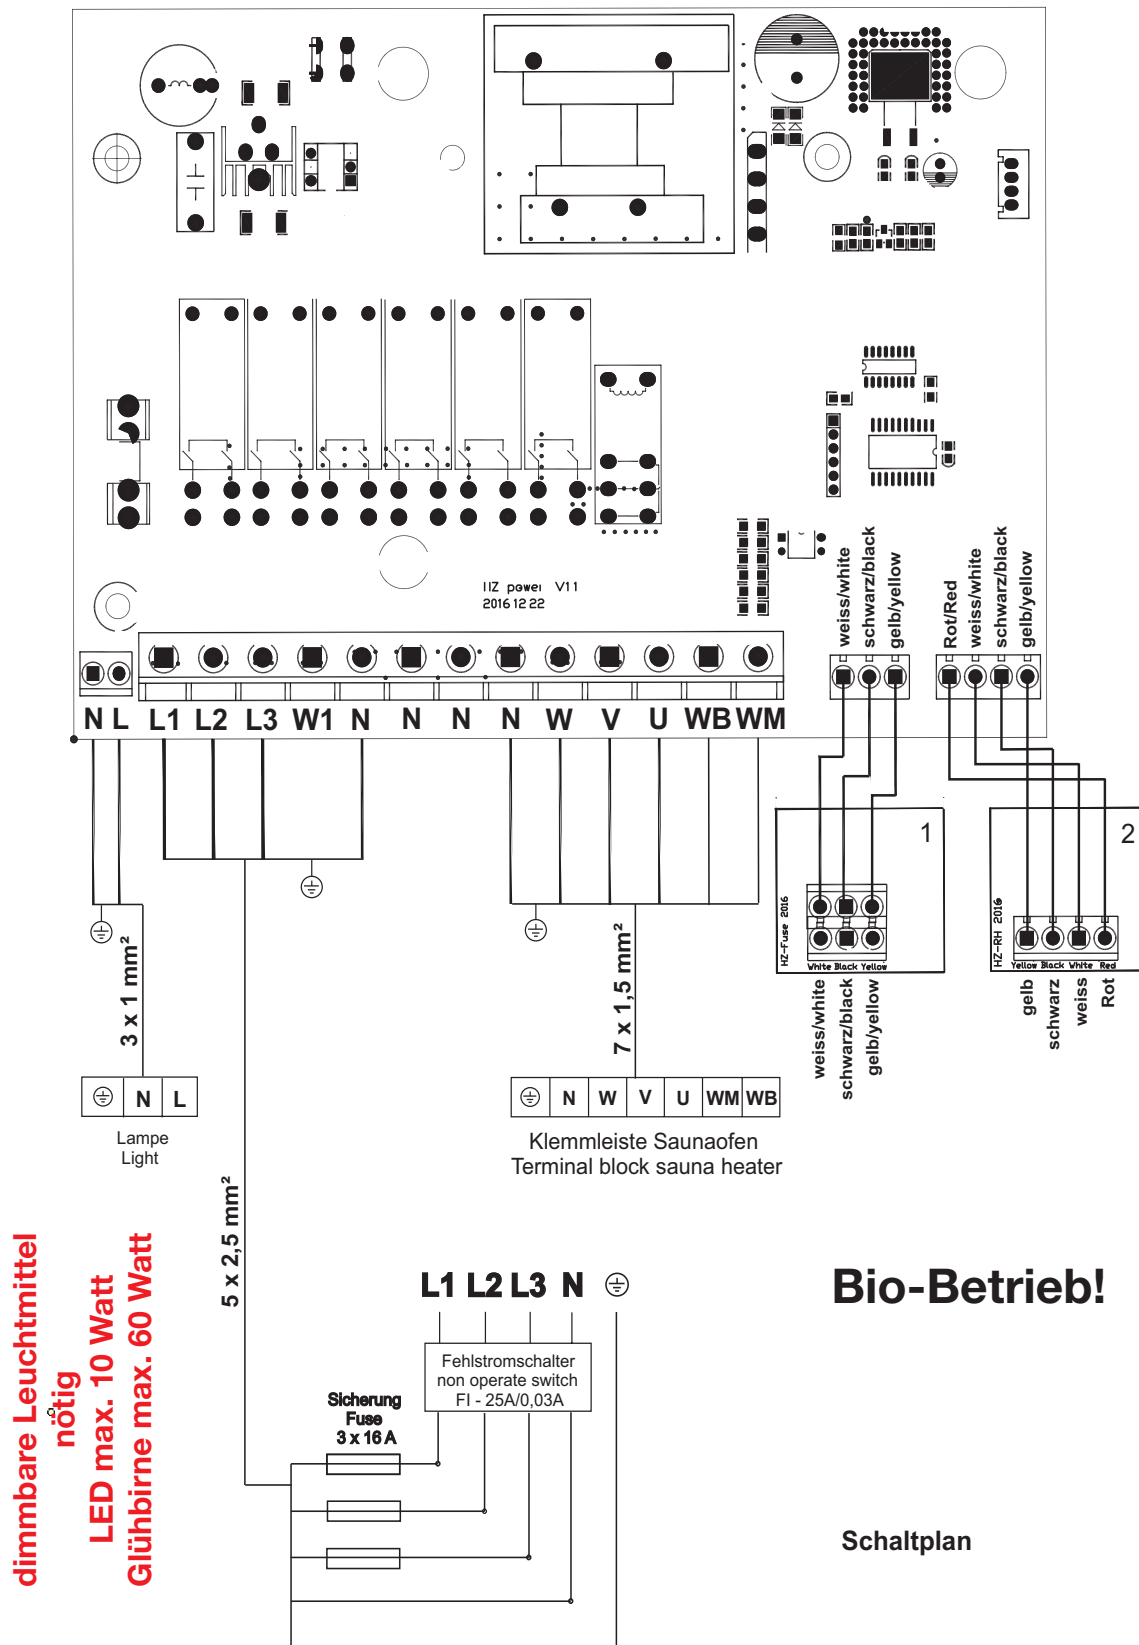 IIZ power V11
2016 12 22
weiss/white
schwarz/black
gelb/yellow
Rot/Red
weiss/white
schwarz/black
gelb/yellow
N L L1 L2 L3 W1 N N N N W V U WB WM
1
2
HZ-Fuse 2016
White Black Yellow
weiss/white
schwarz/black
gelb/yellow
HZ-RH 2016
Yellow Black White Red
gelb
schwarz
weiss
Rot
3 x 1 mm²
7 x 1,5 mm²
N L
Lampe
Light
N W V U WM WB
Klemmleiste Saunaofen
Terminal block sauna heater
5 x 2,5 mm²
L1 L2 L3 N
Fehlstromschalter
non operate switch
FI - 25A/0,03A
Sicherung
Fuse
3 x 16 A
Bio-Betrieb!
dimmbare Leuchtmittel
nötig
LED max. 10 Watt
Glühbirne max. 60 Watt
Schaltplan